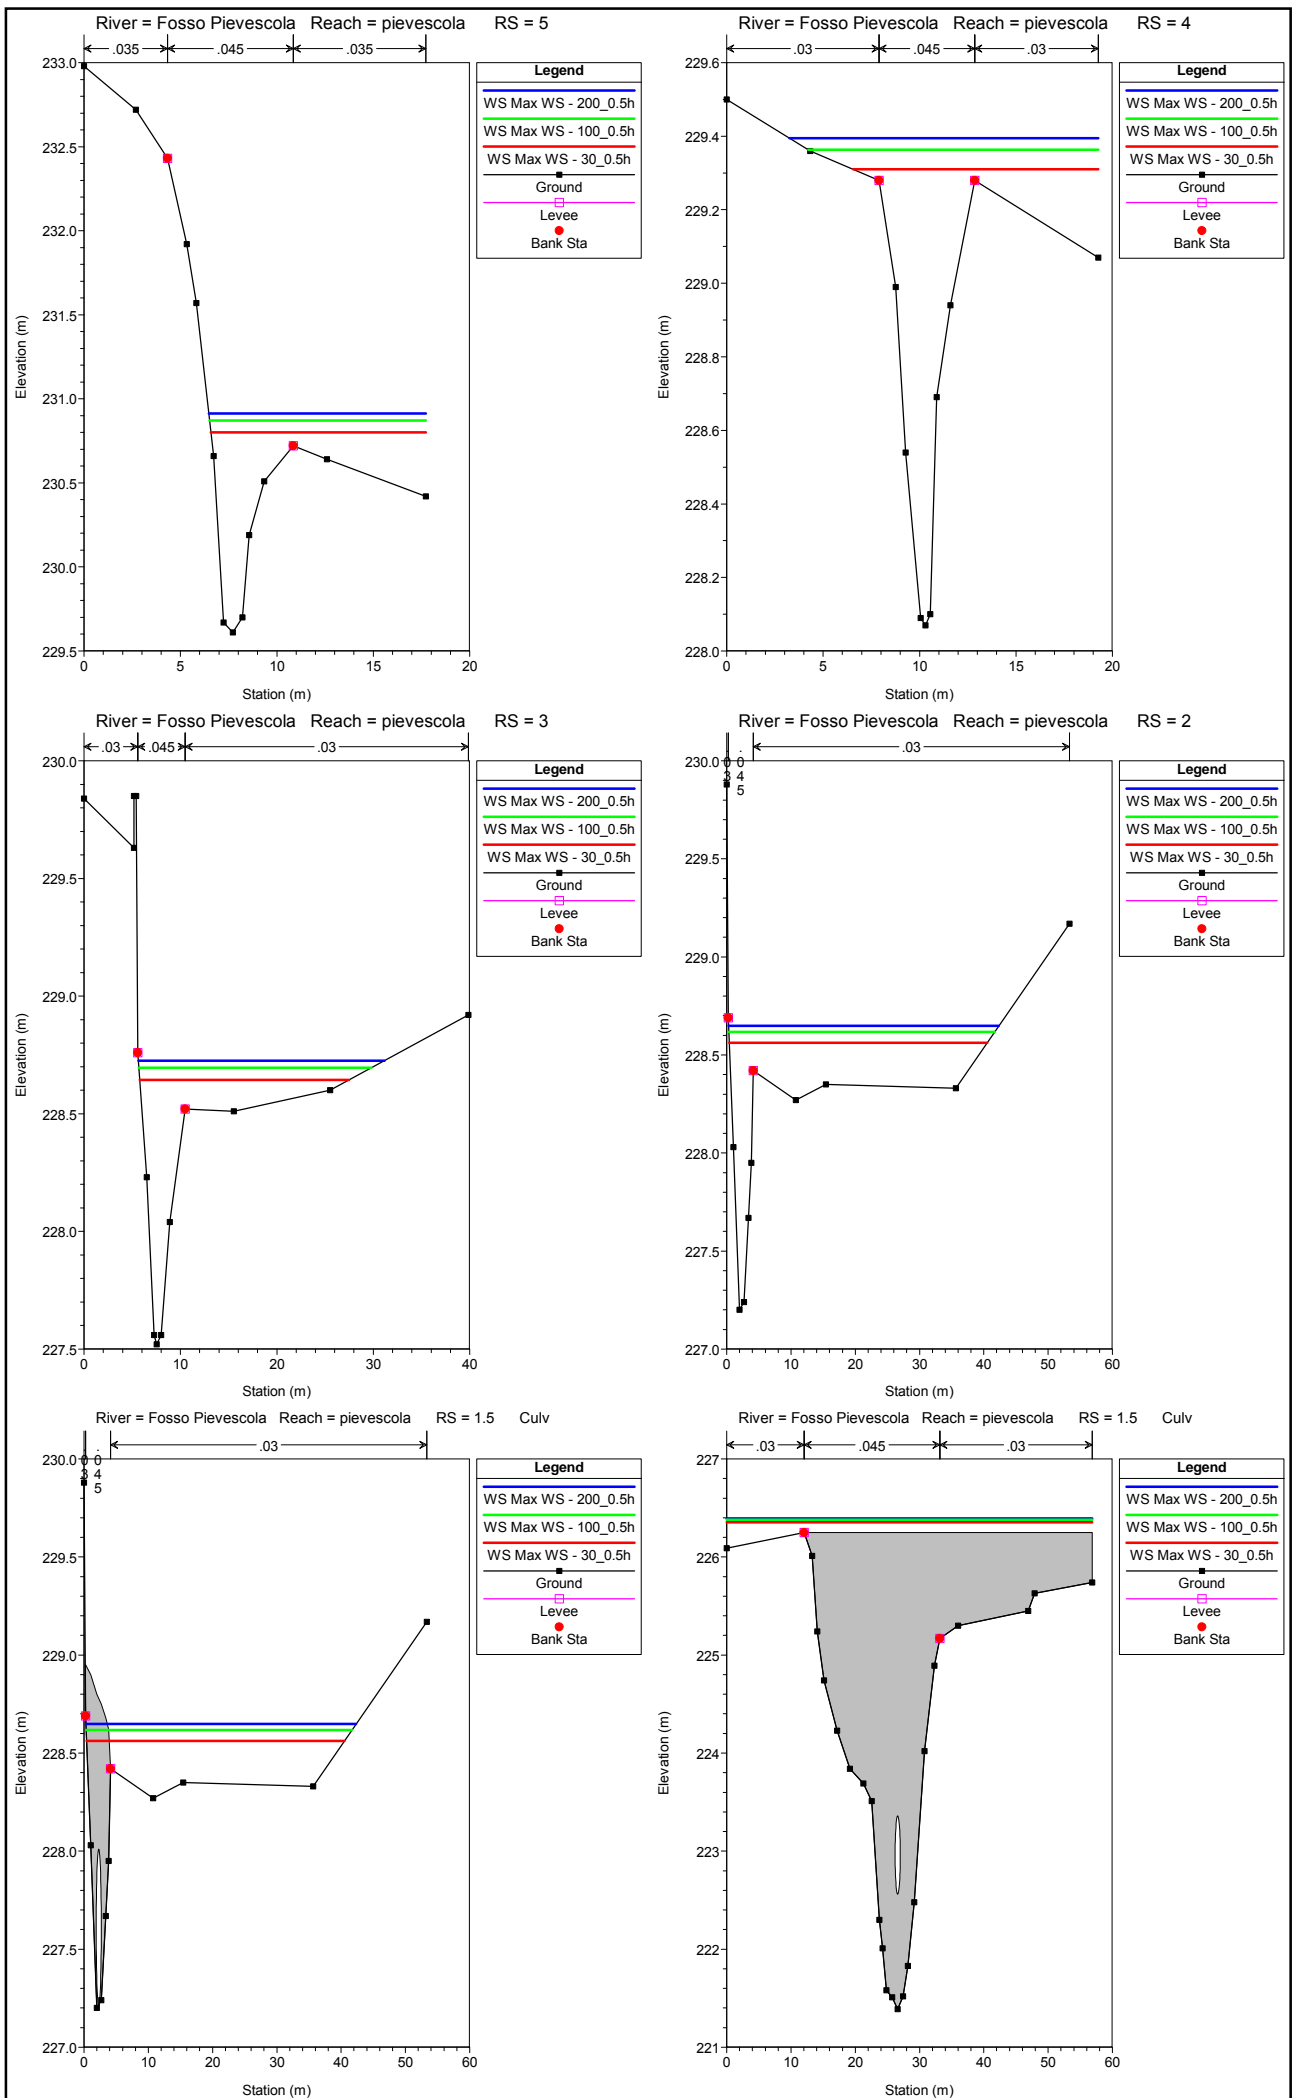 River = Fosso Pievescola Reach = pievescola RS = 5
.035 .045 .035
233.0
232.5
232.0
231.5
231.0
230.5
230.0
229.5
0 5 10 15 20
Station (m)
Elevation (m)
Legend
WS Max WS - 200_0.5h
WS Max WS - 100_0.5h
WS Max WS - 30_0.5h
Ground
Levee
Bank Sta
River = Fosso Pievescola Reach = pievescola RS = 4
.03 .045 .03
229.6
229.4
229.2
229.0
228.8
228.6
228.4
228.2
228.0
0 5 10 15 20
Station (m)
Elevation (m)
Legend
WS Max WS - 200_0.5h
WS Max WS - 100_0.5h
WS Max WS - 30_0.5h
Ground
Levee
Bank Sta
River = Fosso Pievescola Reach = pievescola RS = 3
.03 .045 .03
230.0
229.5
229.0
228.5
228.0
227.5
0 10 20 30 40
Station (m)
Elevation (m)
Legend
WS Max WS - 200_0.5h
WS Max WS - 100_0.5h
WS Max WS - 30_0.5h
Ground
Levee
Bank Sta
River = Fosso Pievescola Reach = pievescola RS = 2
.03 .045 .03
230.0
229.5
229.0
228.5
228.0
227.5
227.0
0 10 20 30 40 50 60
Station (m)
Elevation (m)
Legend
WS Max WS - 200_0.5h
WS Max WS - 100_0.5h
WS Max WS - 30_0.5h
Ground
Levee
Bank Sta
River = Fosso Pievescola Reach = pievescola RS = 1.5 Culv
.03 .045 .03
230.0
229.5
229.0
228.5
228.0
227.5
227.0
0 10 20 30 40 50 60
Station (m)
Elevation (m)
Legend
WS Max WS - 200_0.5h
WS Max WS - 100_0.5h
WS Max WS - 30_0.5h
Ground
Levee
Bank Sta
River = Fosso Pievescola Reach = pievescola RS = 1.5 Culv
.03 .045 .03
227
226
225
224
223
222
221
0 10 20 30 40 50 60
Station (m)
Elevation (m)
Legend
WS Max WS - 200_0.5h
WS Max WS - 100_0.5h
WS Max WS - 30_0.5h
Ground
Levee
Bank Sta